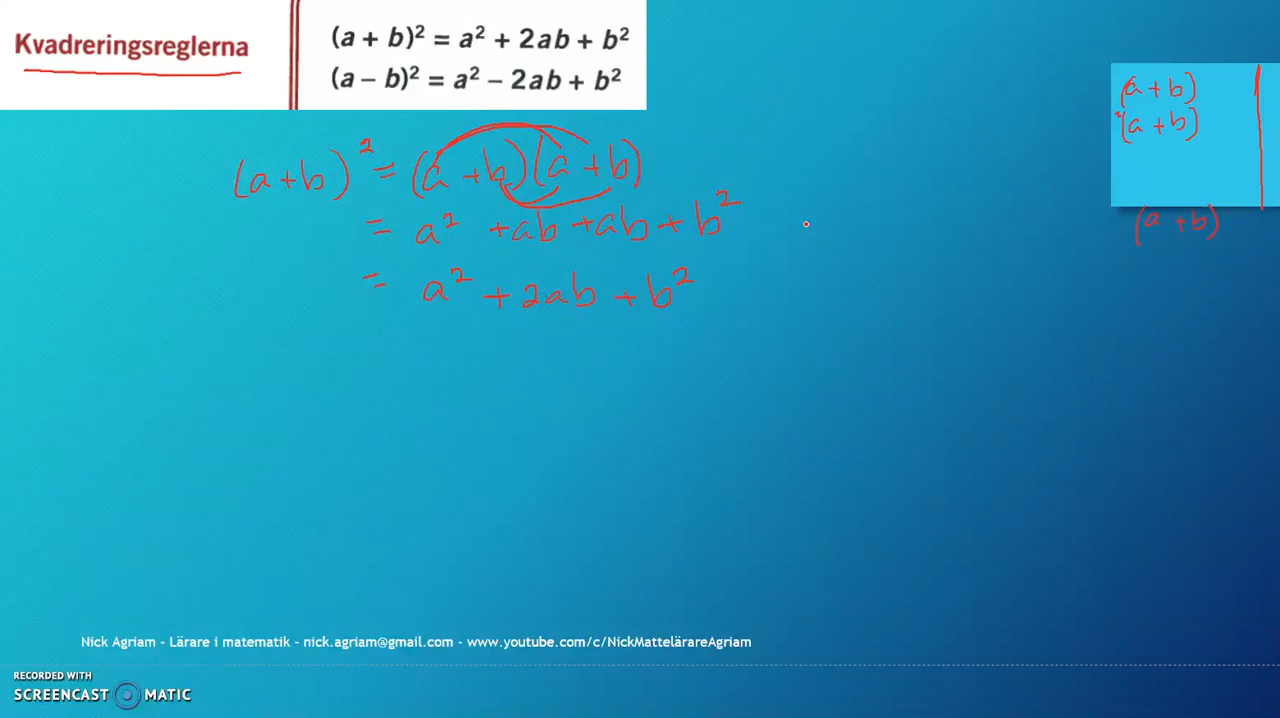 Kvadreringsreglerna
(a + b)² = a² + 2ab + b²
(a − b)² = a² − 2ab + b²
(a+b)² = (a +b)(a +b)
= a² +ab +ab + b²
= a² + 2ab + b²
(a + b)
²(a + b)
(a + b)
Nick Agriam - Lärare i matematik - nick.agriam@gmail.com - www.youtube.com/c/NickMattelärareAgriam
RECORDED WITH
SCREENCAST MATIC